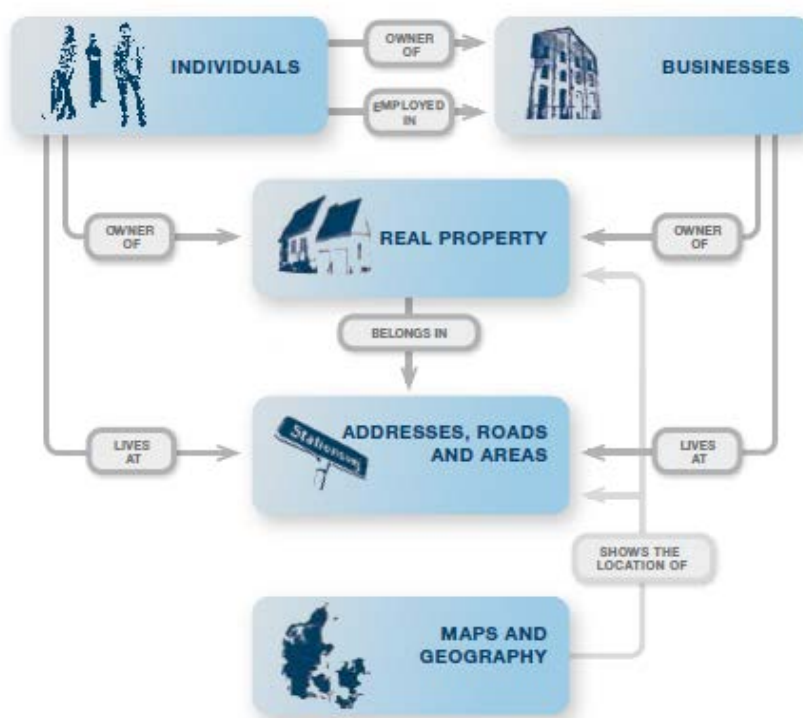 INDIVIDUALS
OWNER
OF
EMPLOYED
IN
BUSINESSES
OWNER
OF
REAL PROPERTY
OWNER
OF
BELONGS IN
LIVES
AT
Stationsvej
ADDRESSES, ROADS
AND AREAS
LIVES
AT
SHOWS THE
LOCATION OF
MAPS AND
GEOGRAPHY